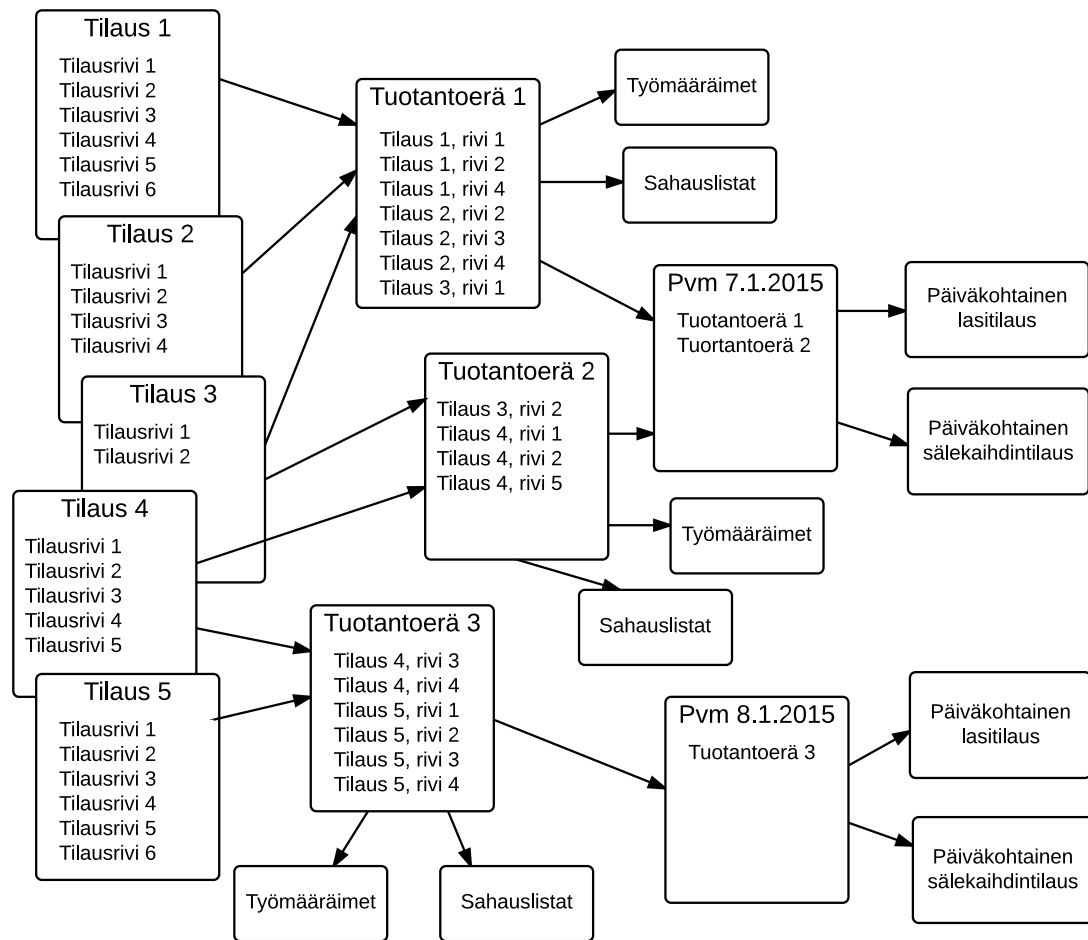 Tilaus 1
Tilausrivi 1
Tilausrivi 2
Tilausrivi 3
Tilausrivi 4
Tilausrivi 5
Tilausrivi 6
Tilaus 2
Tilausrivi 1
Tilausrivi 2
Tilausrivi 3
Tilausrivi 4
Tilaus 3
Tilausrivi 1
Tilausrivi 2
Tilaus 4
Tilausrivi 1
Tilausrivi 2
Tilausrivi 3
Tilausrivi 4
Tilausrivi 5
Tilaus 5
Tilausrivi 1
Tilausrivi 2
Tilausrivi 3
Tilausrivi 4
Tilausrivi 5
Tilausrivi 6
Tuotantoerä 1
Tilaus 1, rivi 1
Tilaus 1, rivi 2
Tilaus 1, rivi 4
Tilaus 2, rivi 2
Tilaus 2, rivi 3
Tilaus 2, rivi 4
Tilaus 3, rivi 1
Tuotantoerä 2
Tilaus 3, rivi 2
Tilaus 4, rivi 1
Tilaus 4, rivi 2
Tilaus 4, rivi 5
Tuotantoerä 3
Tilaus 4, rivi 3
Tilaus 4, rivi 4
Tilaus 5, rivi 1
Tilaus 5, rivi 2
Tilaus 5, rivi 3
Tilaus 5, rivi 4
Työmääräimet
Sahauslistat
Työmääräimet
Sahauslistat
Työmääräimet
Sahauslistat
Pvm 7.1.2015
Tuotantoerä 1
Tuortantoerä 2
Päiväkohtainen
lasitilaus
Päiväkohtainen
sälekaihdintilaus
Pvm 8.1.2015
Tuotantoerä 3
Päiväkohtainen
lasitilaus
Päiväkohtainen
sälekaihdintilaus